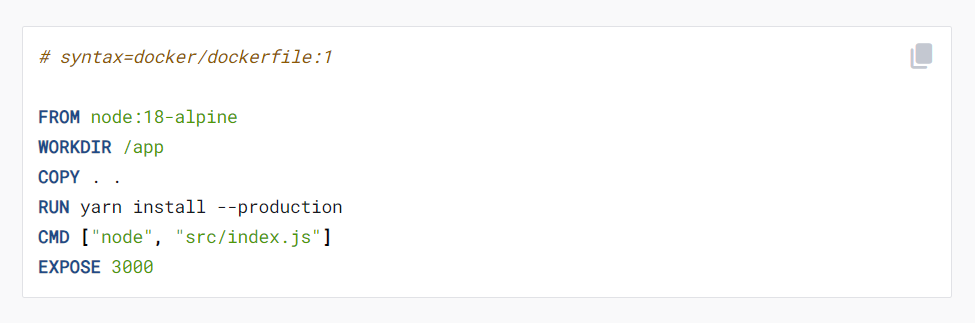 # syntax=docker/dockerfile:1
FROM node:18-alpine
WORKDIR /app
COPY . .
RUN yarn install --production
CMD ["node", "src/index.js"]
EXPOSE 3000